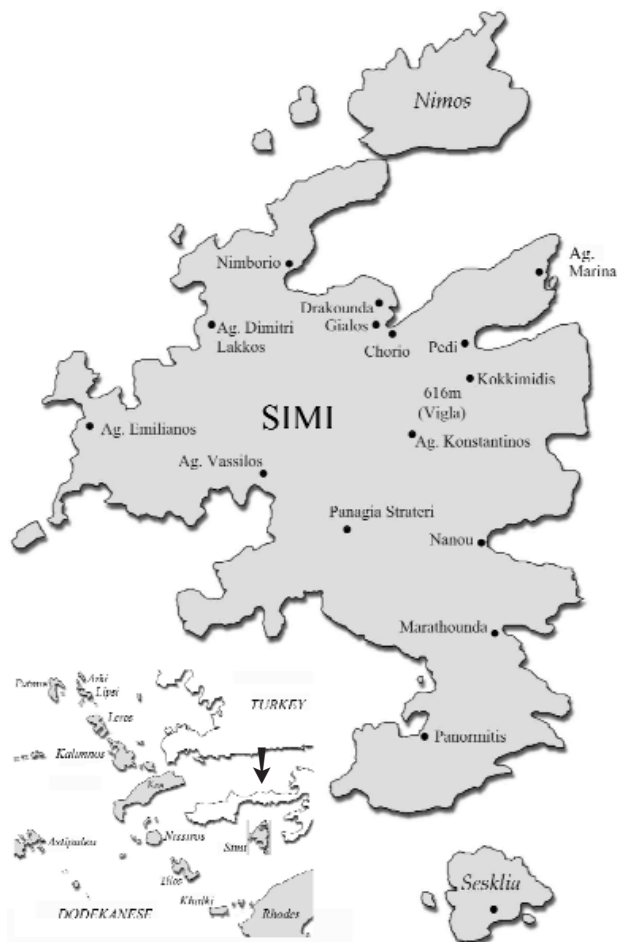 Nimos
Ag.
Marina
Nimborio
Drakounda
Gialos
Ag. Dimitri
Lakkos
Chorio
Pedi
Kokkimidis
616m
(Vigla)
SIMI
Ag. Emilianos
Ag. Konstantinos
Ag. Vassilos
Panagia Strateri
Nanou
Marathounda
Panormitis
Arki
Lipsi
Patmos
TURKEY
Leros
Kalimnos
Kos
Astipalea
Nissiros
Simi
Tilos
Khalki
DODEKANESE
Rhodes
Sesklia